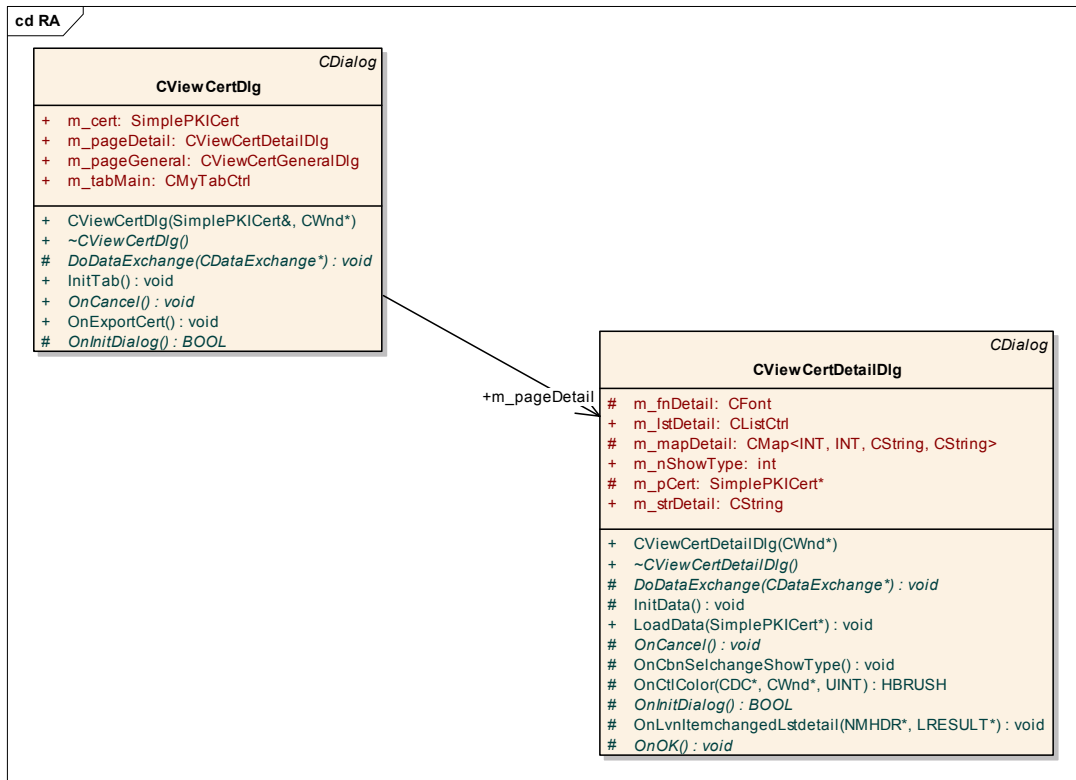 cd RA
CDialog
CViewCertDlg
+ m_cert: SimplePKICert
+ m_pageDetail: CViewCertDetailDlg
+ m_pageGeneral: CViewCertGeneralDlg
+ m_tabMain: CMyTabCtrl
+ CViewCertDlg(SimplePKICert&, CWnd*)
+ ~CViewCertDlg()
# DoDataExchange(CDataExchange*) : void
+ InitTab() : void
+ OnCancel() : void
+ OnExportCert() : void
# OnInitDialog() : BOOL
+m_pageDetail
CDialog
CViewCertDetailDlg
# m_fnDetail: CFont
+ m_lstDetail: CListCtrl
# m_mapDetail: CMap<INT, INT, CString, CString>
+ m_nShowType: int
# m_pCert: SimplePKICert*
+ m_strDetail: CString
+ CViewCertDetailDlg(CWnd*)
+ ~CViewCertDetailDlg()
# DoDataExchange(CDataExchange*) : void
# InitData() : void
+ LoadData(SimplePKICert*) : void
# OnCancel() : void
# OnCbnSelchangeShowType() : void
# OnCtlColor(CDC*, CWnd*, UINT) : HBRUSH
# OnInitDialog() : BOOL
# OnLvnItemchangedLstdetail(NMHDR*, LRESULT*) : void
# OnOK() : void